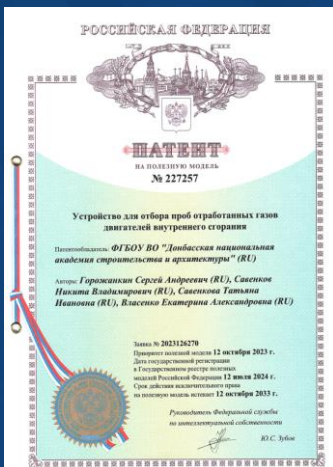 РОССИЙСКАЯ ФЕДЕРАЦИЯ
ПАТЕНТ
НА ПОЛЕЗНУЮ МОДЕЛЬ
№ 227257
Устройство для отбора проб отработанных газов
двигателей внутреннего сгорания
Патентообладатель: ФГБОУ ВО "Донбасская национальная
академия строительства и архитектуры" (RU)
Авторы: Горожанкин Сергей Андреевич (RU), Савенков
Никита Владимирович (RU), Савенкова Татьяна
Ивановна (RU), Власенко Екатерина Александровна (RU)
Заявка № 2023126270
Приоритет полезной модели 12 октября 2023 г.
Дата государственной регистрации
в Государственном реестре полезных
моделей Российской Федерации 12 июля 2024 г.
Срок действия исключительного права
на полезную модель истекает 12 октября 2033 г.
Руководитель Федеральной службы
по интеллектуальной собственности
Ю.С. Зубов